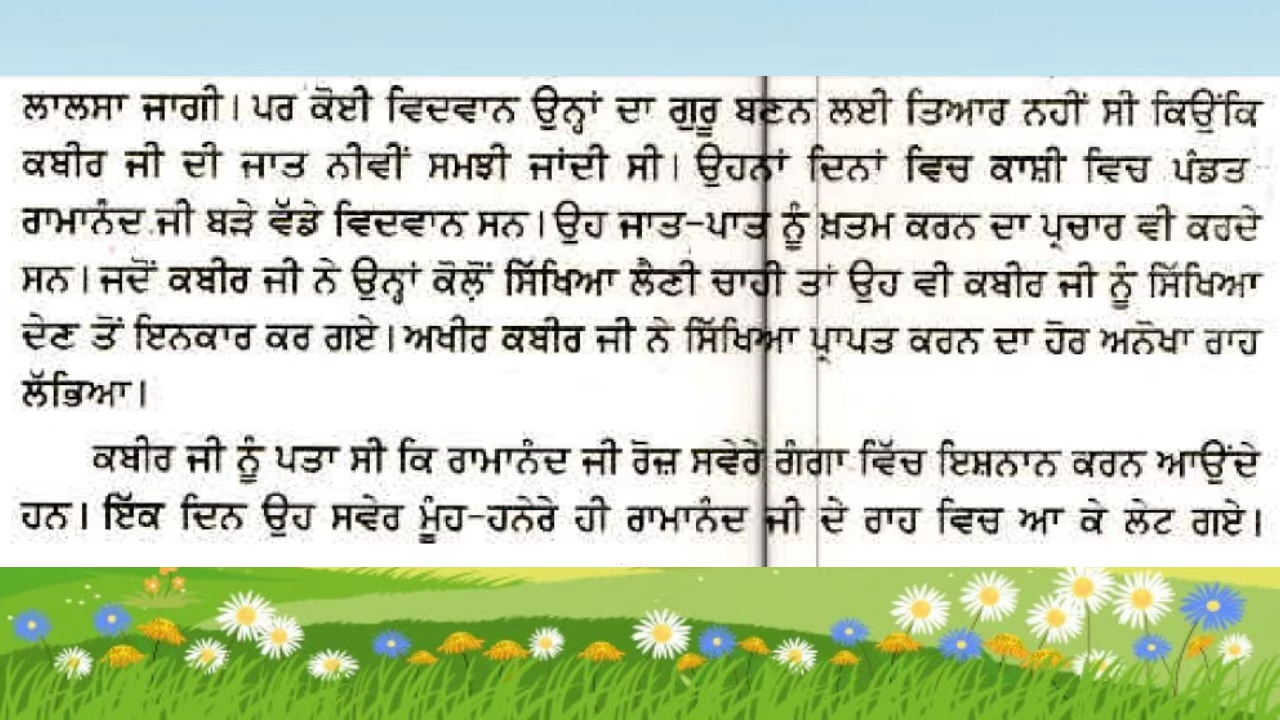 ਲਾਲਸਾ ਜਾਗੀ। ਪਰ ਕੋਈ ਵਿਦਵਾਨ ਉਨ੍ਹਾਂ ਦਾ ਗੁਰੂ ਬਣਨ ਲਈ ਤਿਆਰ ਨਹੀਂ ਸੀ ਕਿਉਂਕਿ
ਕਬੀਰ ਜੀ ਦੀ ਜਾਤ ਨੀਵੀਂ ਸਮਝੀ ਜਾਂਦੀ ਸੀ। ਉਹਨਾਂ ਦਿਨਾਂ ਵਿਚ ਕਾਸ਼ੀ ਵਿਚ ਪੰਡਤ
ਰਾਮਾਨੰਦ ਜੀ ਬੜੇ ਵੱਡੇ ਵਿਦਵਾਨ ਸਨ। ਉਹ ਜਾਤ-ਪਾਤ ਨੂੰ ਖ਼ਤਮ ਕਰਨ ਦਾ ਪ੍ਰਚਾਰ ਵੀ ਕਰਦੇ
ਸਨ। ਜਦੋਂ ਕਬੀਰ ਜੀ ਨੇ ਉਨ੍ਹਾਂ ਕੋਲੋਂ ਸਿੱਖਿਆ ਲੈਣੀ ਚਾਹੀ ਤਾਂ ਉਹ ਵੀ ਕਬੀਰ ਜੀ ਨੂੰ ਸਿੱਖਿਆ
ਦੇਣ ਤੋਂ ਇਨਕਾਰ ਕਰ ਗਏ। ਅਖੀਰ ਕਬੀਰ ਜੀ ਨੇ ਸਿੱਖਿਆ ਪ੍ਰਾਪਤ ਕਰਨ ਦਾ ਹੋਰ ਅਨੋਖਾ ਰਾਹ
ਲੱਭਿਆ।
ਕਬੀਰ ਜੀ ਨੂੰ ਪਤਾ ਸੀ ਕਿ ਰਾਮਾਨੰਦ ਜੀ ਰੋਜ਼ ਸਵੇਰੇ ਗੰਗਾ ਵਿੱਚ ਇਸ਼ਨਾਨ ਕਰਨ ਆਉਂਦੇ
ਹਨ। ਇੱਕ ਦਿਨ ਉਹ ਸਵੇਰ ਮੂੰਹ-ਹਨੇਰੇ ਹੀ ਰਾਮਾਨੰਦ ਜੀ ਦੇ ਰਾਹ ਵਿਚ ਆ ਕੇ ਲੇਟ ਗਏ।